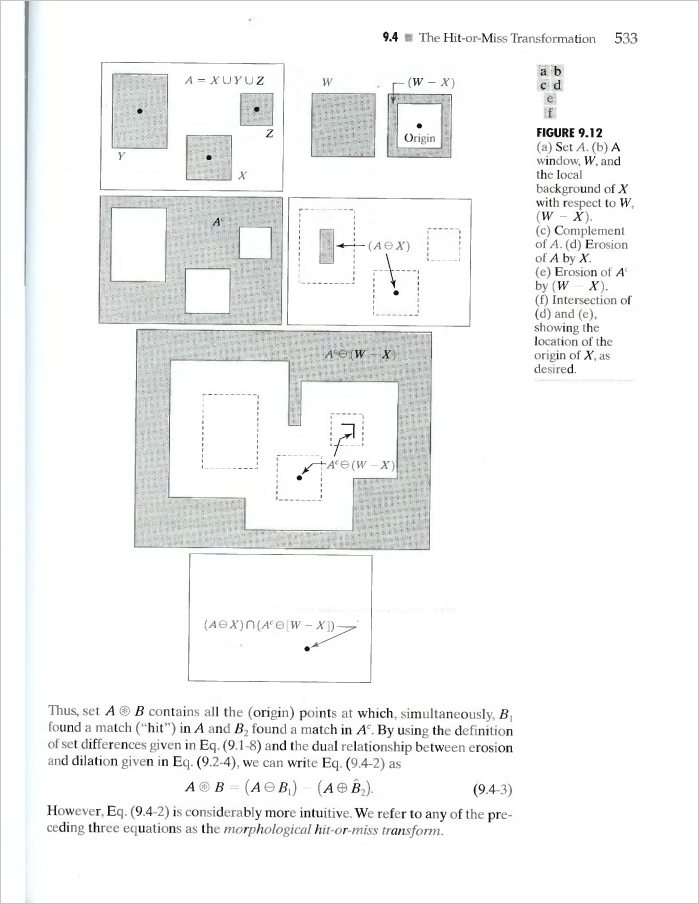 9.4 ■ The Hit-or-Miss Transformation 533
A = X ∪ Y ∪ Z
Y
X
Z
W
(W − X)
Origin
a b
c d
e
f
FIGURE 9.12
(a) Set A. (b) A
window, W, and
the local
background of X
with respect to W,
(W − X).
(c) Complement
of A. (d) Erosion
of A by X.
(e) Erosion of Aᶜ
by (W − X).
(f) Intersection of
(d) and (e),
showing the
location of the
origin of X, as
desired.
Aᶜ
(A ⊖ X)
Aᶜ ⊖ (W − X)
Aᶜ ⊖ (W − X)
(A ⊖ X) ∩ (Aᶜ ⊖ [W − X])
Thus, set A ⊛ B contains all the (origin) points at which, simultaneously, B₁
found a match (“hit”) in A and B₂ found a match in Aᶜ. By using the definition
of set differences given in Eq. (9.1-8) and the dual relationship between erosion
and dilation given in Eq. (9.2-4), we can write Eq. (9.4-2) as
A ⊛ B = (A ⊖ B₁) − (A ⊕ B̂₂). (9.4-3)
However, Eq. (9.4-2) is considerably more intuitive. We refer to any of the pre-
ceding three equations as the morphological hit-or-miss transform.